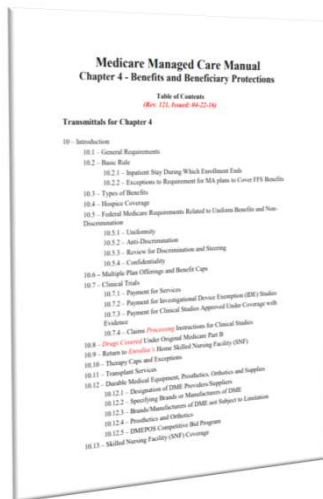 Medicare Managed Care Manual
Chapter 4 - Benefits and Beneficiary Protections
Table of Contents
(Rev. 121, Issued: 04-22-16)
Transmittals for Chapter 4
10 – Introduction
10.1 – General Requirements
10.2 – Basic Rule
10.2.1 – Inpatient Stay During Which Enrollment Ends
10.2.2 – Exceptions to Requirement for MA plans to Cover FFS Benefits
10.3 – Types of Benefits
10.4 – Hospice Coverage
10.5 – Federal Medicare Requirements Related to Uniform Benefits and Non-
Discrimination
10.5.1 – Uniformity
10.5.2 – Anti-Discrimination
10.5.3 – Review for Discrimination and Steering
10.5.4 – Confidentiality
10.6 – Multiple Plan Offerings and Benefit Caps
10.7 – Clinical Trials
10.7.1 – Payment for Services
10.7.2 – Payment for Investigational Device Exemption (IDE) Studies
10.7.3 – Payment for Clinical Studies Approved Under Coverage with
Evidence
10.7.4 – Claims Processing Instructions for Clinical Studies
10.8 – Drugs Covered Under Original Medicare Part B
10.9 – Return to Enrollee's Home Skilled Nursing Facility (SNF)
10.10 – Therapy Caps and Exceptions
10.11 – Transplant Services
10.12 – Durable Medical Equipment, Prosthetics, Orthotics and Supplies
10.12.1 – Designation of DME Providers/Suppliers
10.12.2 – Specifying Brands or Manufacturers of DME
10.12.3 – Brands/Manufacturers of DME not Subject to Limitation
10.12.4 – Prosthetics and Orthotics
10.12.5 – DMEPOS Competitive Bid Program
10.13 – Skilled Nursing Facility (SNF) Coverage